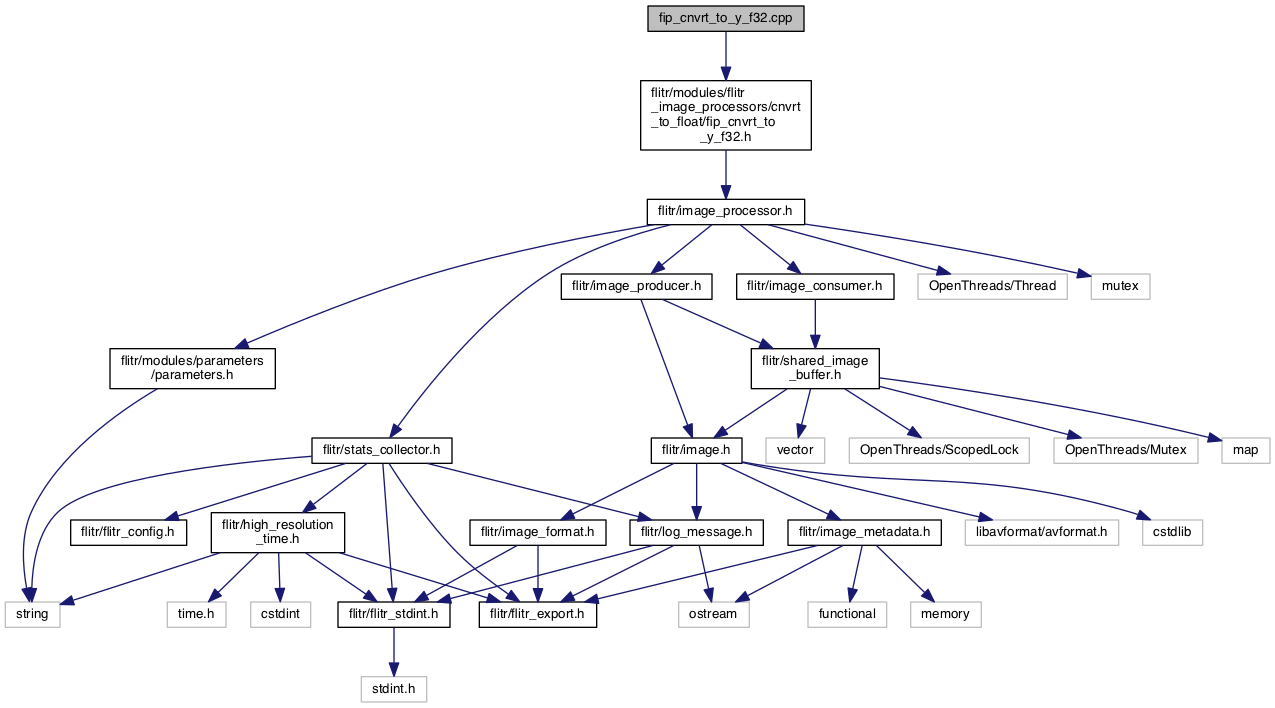 fip_cnvrt_to_y_f32.cpp
flitr/modules/flitr
_image_processors/cnvrt
_to_float/fip_cnvrt_to
_y_f32.h
flitr/image_processor.h
flitr/image_producer.h
flitr/image_consumer.h
OpenThreads/Thread
mutex
flitr/modules/parameters
/parameters.h
flitr/shared_image
_buffer.h
flitr/stats_collector.h
flitr/image.h
vector
OpenThreads/ScopedLock
OpenThreads/Mutex
map
flitr/flitr_config.h
flitr/high_resolution
_time.h
flitr/image_format.h
flitr/log_message.h
flitr/image_metadata.h
libavformat/avformat.h
cstdlib
string
time.h
cstdint
flitr/flitr_stdint.h
flitr/flitr_export.h
ostream
functional
memory
stdint.h